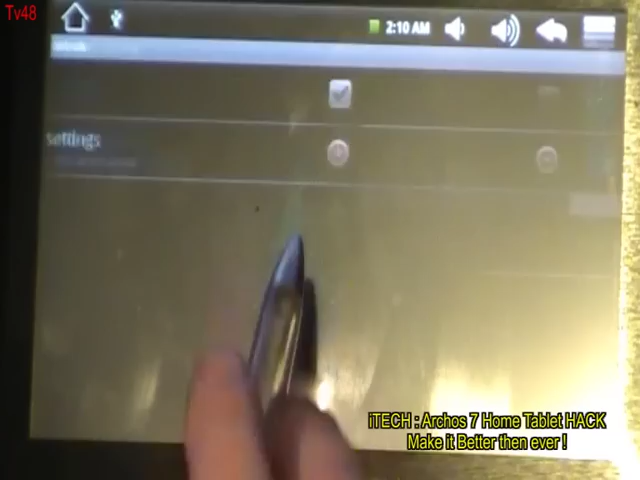 Tv48
2:10 AM
settings
iTECH : Archos 7 Home Tablet HACK
Make it Better then ever !